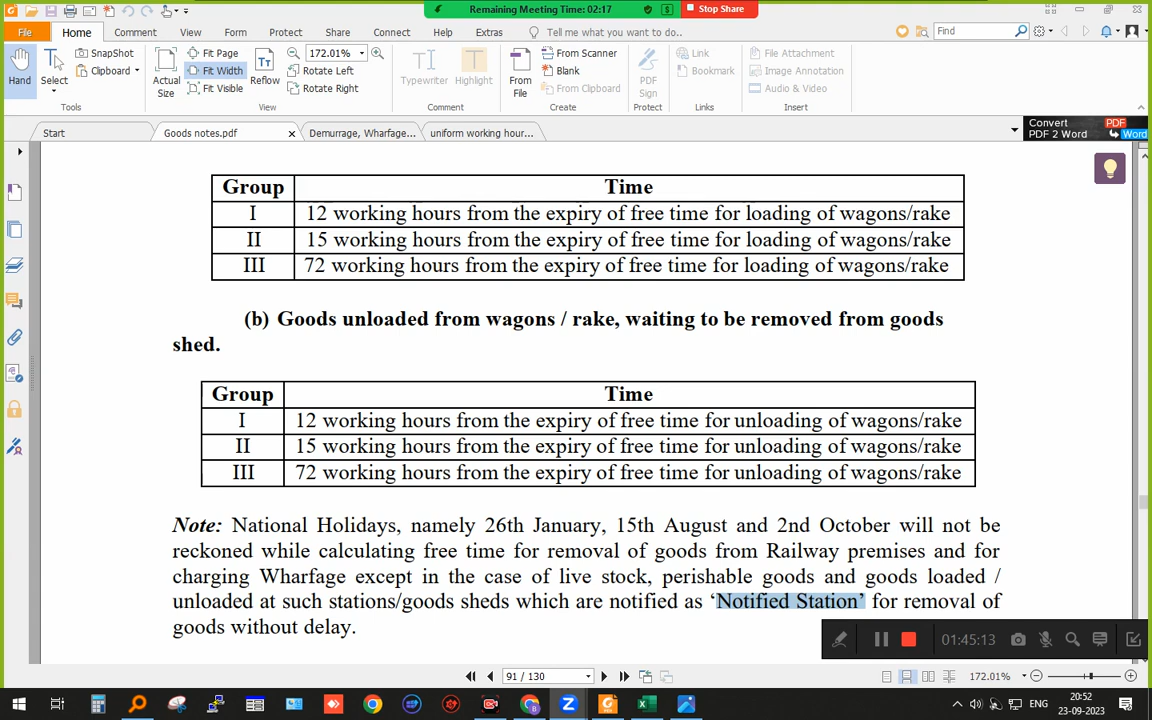 Remaining Meeting Time: 02:17
Stop Share
File
Home
Comment
View
Form
Protect
Share
Connect
Help
Extras
Tell me what you want to do..
Find
Hand
Select
SnapShot
Clipboard
Tools
Actual Size
Fit Page
Fit Width
Fit Visible
Reflow
172.01%
Rotate Left
Rotate Right
View
Typewriter
Highlight
Comment
From File
From Scanner
Blank
From Clipboard
Create
PDF Sign
Protect
Link
Bookmark
Links
File Attachment
Image Annotation
Audio & Video
Insert
Start
Goods notes.pdf
Demurrage, Wharfage...
uniform working hour...
Convert PDF
PDF 2 Word Word
Group Time
I 12 working hours from the expiry of free time for loading of wagons/rake
II 15 working hours from the expiry of free time for loading of wagons/rake
III 72 working hours from the expiry of free time for loading of wagons/rake
(b) Goods unloaded from wagons / rake, waiting to be removed from goods
shed.
Group Time
I 12 working hours from the expiry of free time for unloading of wagons/rake
II 15 working hours from the expiry of free time for unloading of wagons/rake
III 72 working hours from the expiry of free time for unloading of wagons/rake
Note: National Holidays, namely 26th January, 15th August and 2nd October will not be
reckoned while calculating free time for removal of goods from Railway premises and for
charging Wharfage except in the case of live stock, perishable goods and goods loaded /
unloaded at such stations/goods sheds which are notified as ‘Notified Station’ for removal of
goods without delay.
01:45:13
91 / 130
172.01%
ENG
20:52
23-09-2023